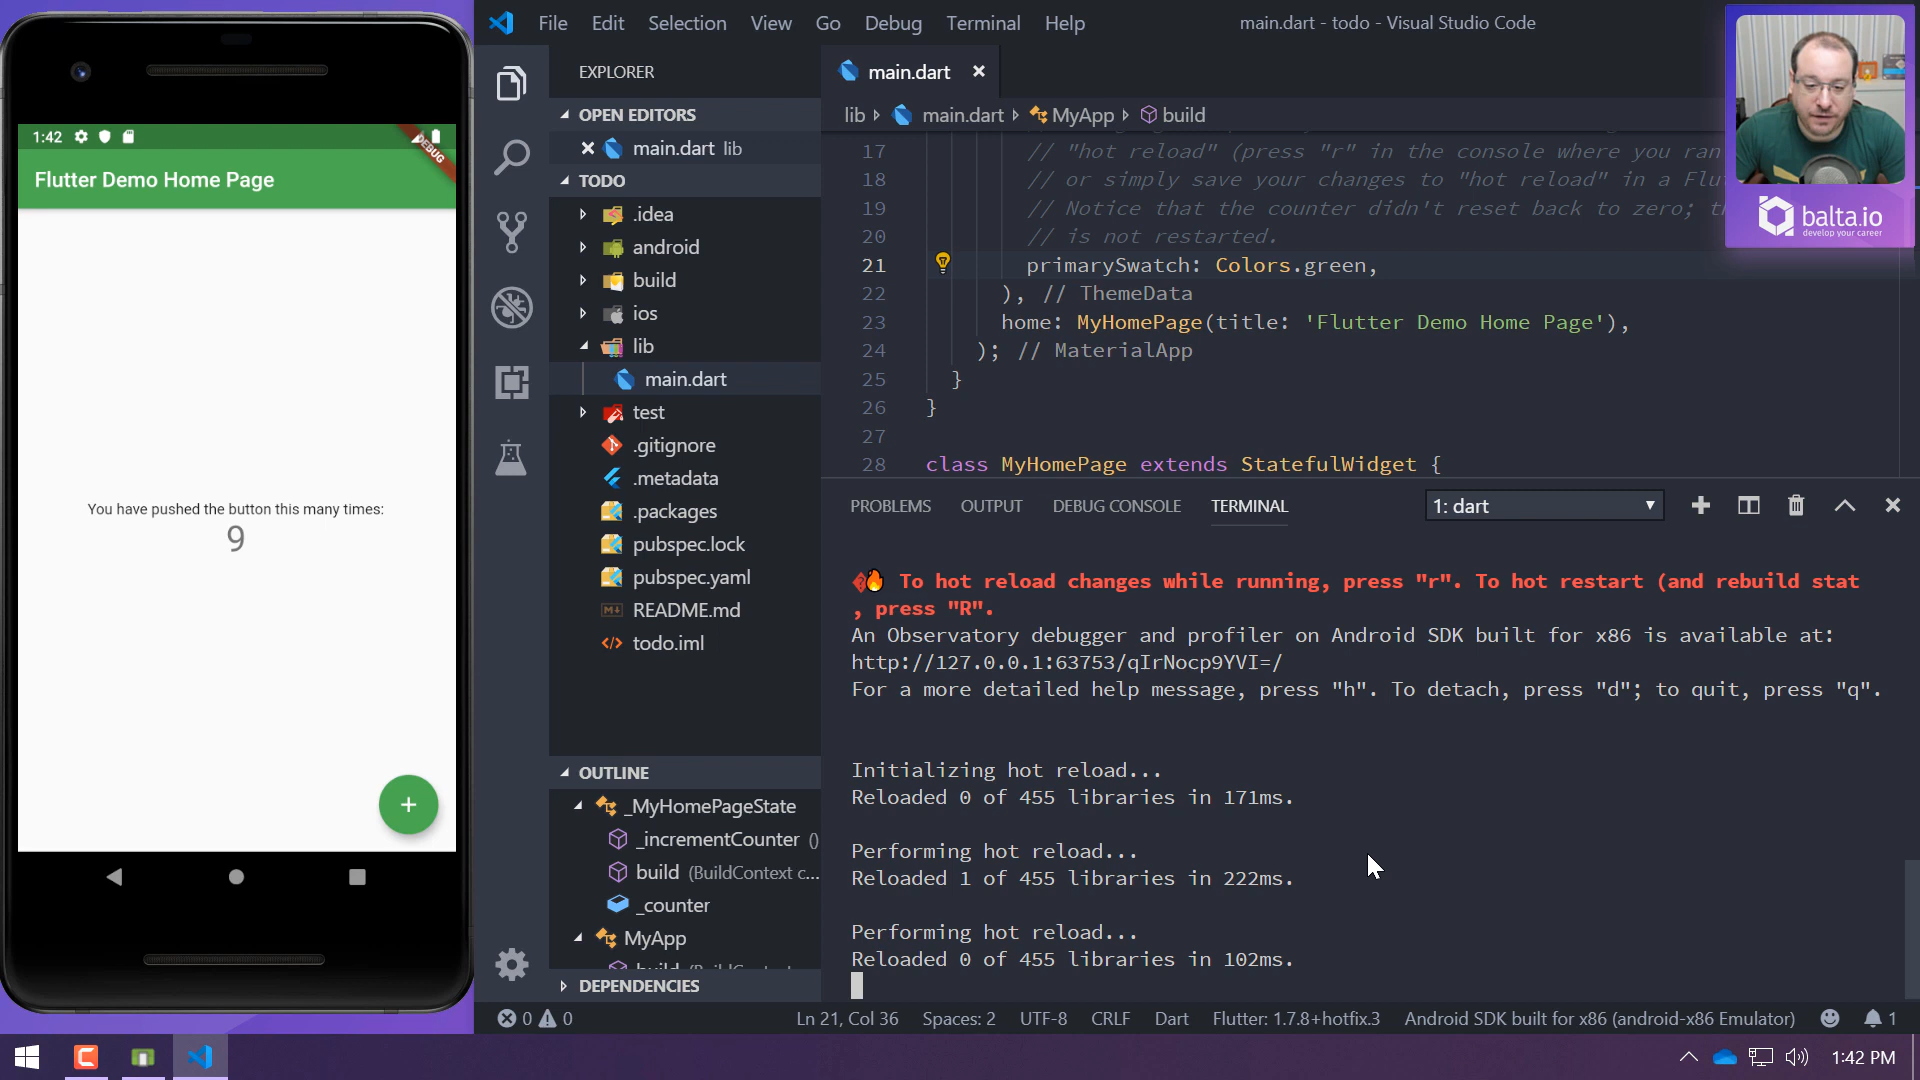 1:42
DEBUG
Flutter Demo Home Page
You have pushed the button this many times:
9
+
File Edit Selection View Go Debug Terminal Help
main.dart - todo - Visual Studio Code
EXPLORER
OPEN EDITORS
main.dart lib
TODO
.idea
android
build
ios
lib
main.dart
test
.gitignore
.metadata
.packages
pubspec.lock
pubspec.yaml
README.md
todo.iml
OUTLINE
_MyHomePageState
_incrementCounter ()
build (BuildContext c...
_counter
MyApp
DEPENDENCIES
main.dart
lib main.dart MyApp build
17 // "hot reload" (press "r" in the console where you ran
18 // or simply save your changes to "hot reload" in a Flu
19 // Notice that the counter didn't reset back to zero;
20 // is not restarted.
21 primarySwatch: Colors.green,
22 ), // ThemeData
23 home: MyHomePage(title: 'Flutter Demo Home Page'),
24 ); // MaterialApp
25 }
26 }
27
28 class MyHomePage extends StatefulWidget {
balta.io
develop your career
PROBLEMS OUTPUT DEBUG CONSOLE TERMINAL 1: dart
To hot reload changes while running, press "r". To hot restart (and rebuild stat
, press "R".
An Observatory debugger and profiler on Android SDK built for x86 is available at:
http://127.0.0.1:63753/qIrNocp9YVI=/
For a more detailed help message, press "h". To detach, press "d"; to quit, press "q".
Initializing hot reload...
Reloaded 0 of 455 libraries in 171ms.
Performing hot reload...
Reloaded 1 of 455 libraries in 222ms.
Performing hot reload...
Reloaded 0 of 455 libraries in 102ms.
0 0 Ln 21, Col 36 Spaces: 2 UTF-8 CRLF Dart Flutter: 1.7.8+hotfix.3 Android SDK built for x86 (android-x86 Emulator) 1
1:42 PM